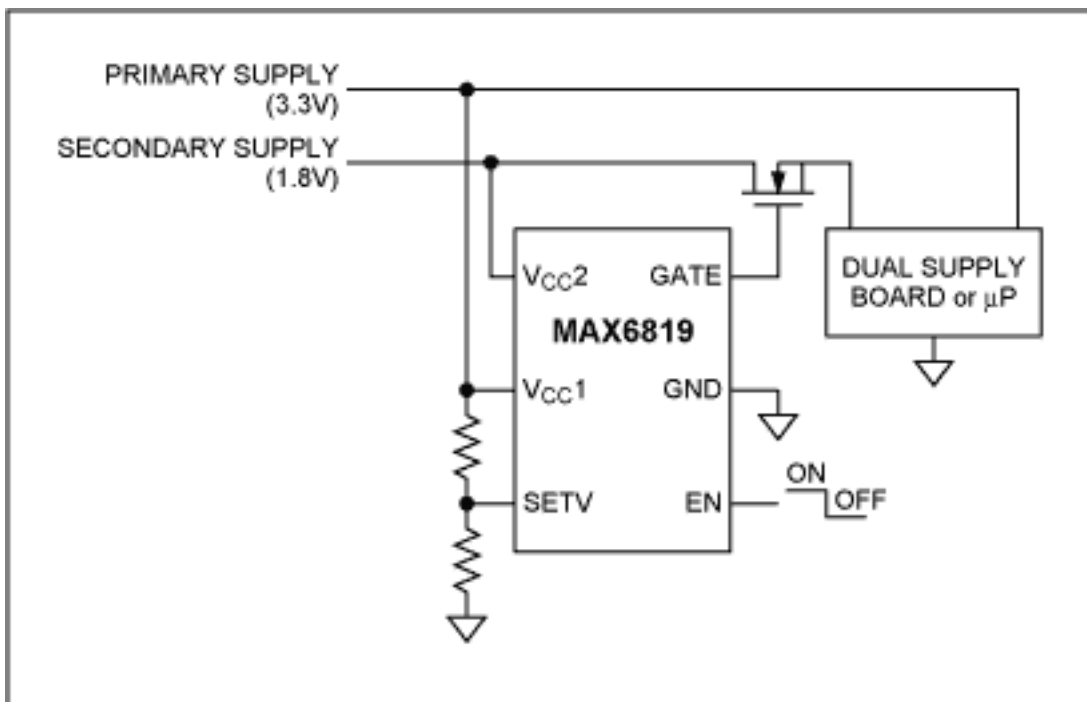 PRIMARY SUPPLY
(3.3V)
SECONDARY SUPPLY
(1.8V)
VCC2
GATE
DUAL SUPPLY
BOARD or μP
MAX6819
VCC1
GND
SETV
EN
ON
OFF